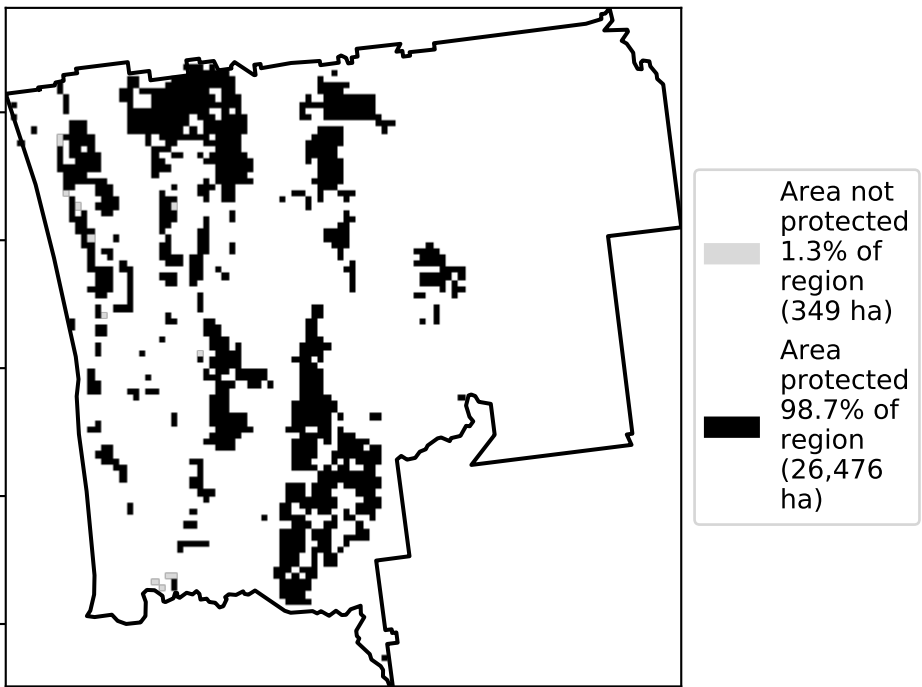 Area not
protected
1.3% of
region
(349 ha)
Area
protected
98.7% of
region
(26,476
ha)